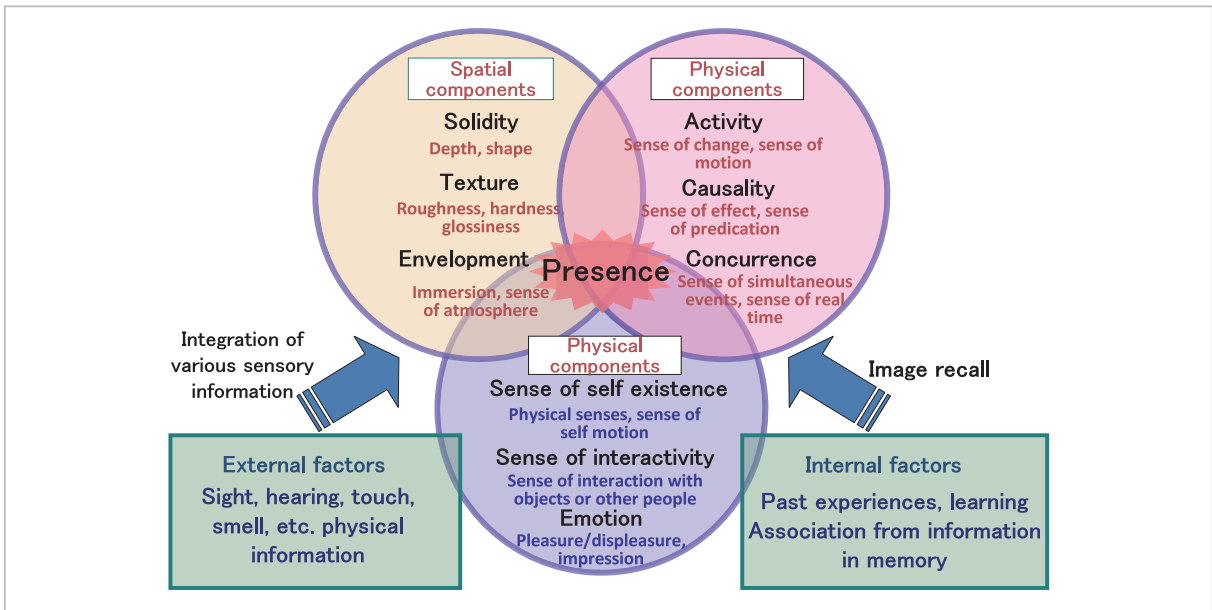 Spatial
components
Solidity
Depth, shape
Texture
Roughness, hardness,
glossiness
Envelopment
Immersion, sense
of atmosphere
Physical
components
Activity
Sense of change, sense of
motion
Causality
Sense of effect, sense
of predication
Concurrence
Sense of simultaneous
events, sense of real
time
Presence
Physical
components
Sense of self existence
Physical senses, sense of
self motion
Sense of interactivity
Sense of interaction with
objects or other people
Emotion
Pleasure/displeasure,
impression
Integration of
various sensory
information
Image recall
External factors
Sight, hearing, touch,
smell, etc. physical
information
Internal factors
Past experiences, learning
Association from information
in memory